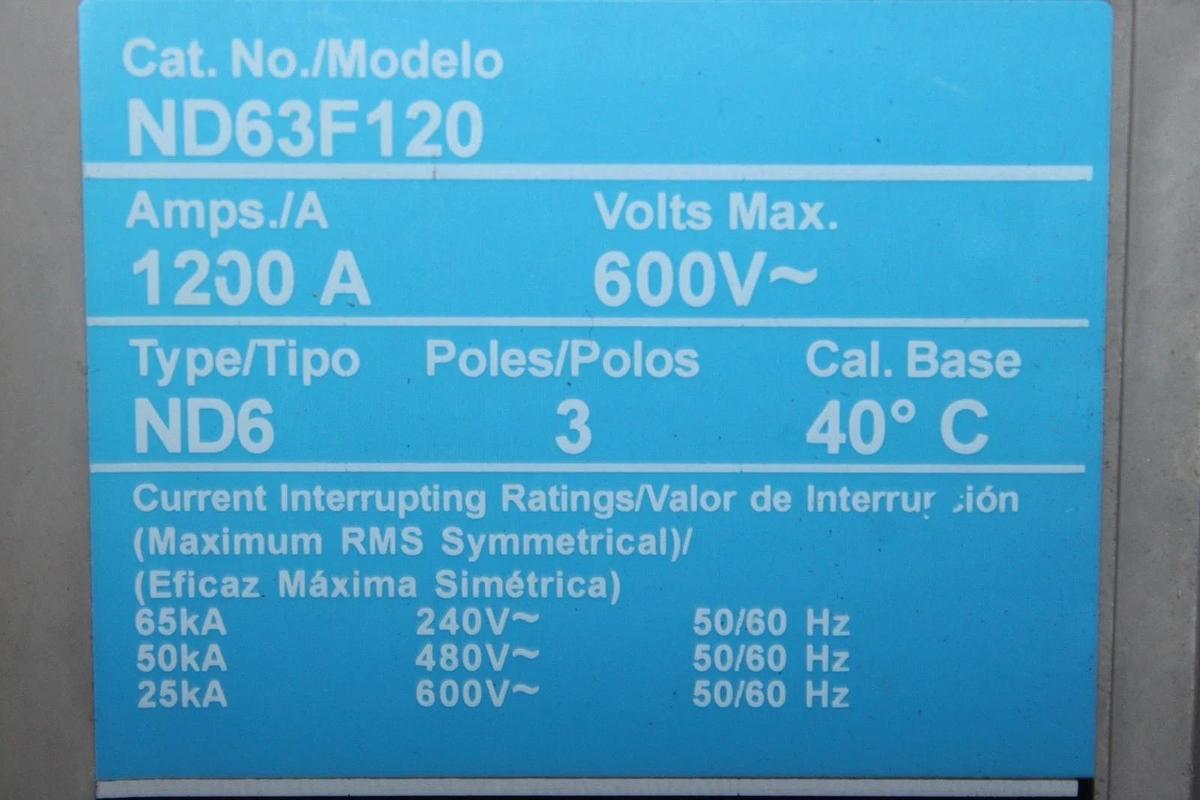 Cat. No./Modelo
ND63F120
Amps./A Volts Max.
1200 A 600V~
Type/Tipo Poles/Polos Cal. Base
ND6 3 40° C
Current Interrupting Ratings/Valor de
(Maximum RMS Symmetrical)/
(Eficaz Máxima Simétrica)
65kA 240V~ 50/60 Hz
50kA 480V~ 50/60 Hz
25kA 600V~ 50/60 Hz